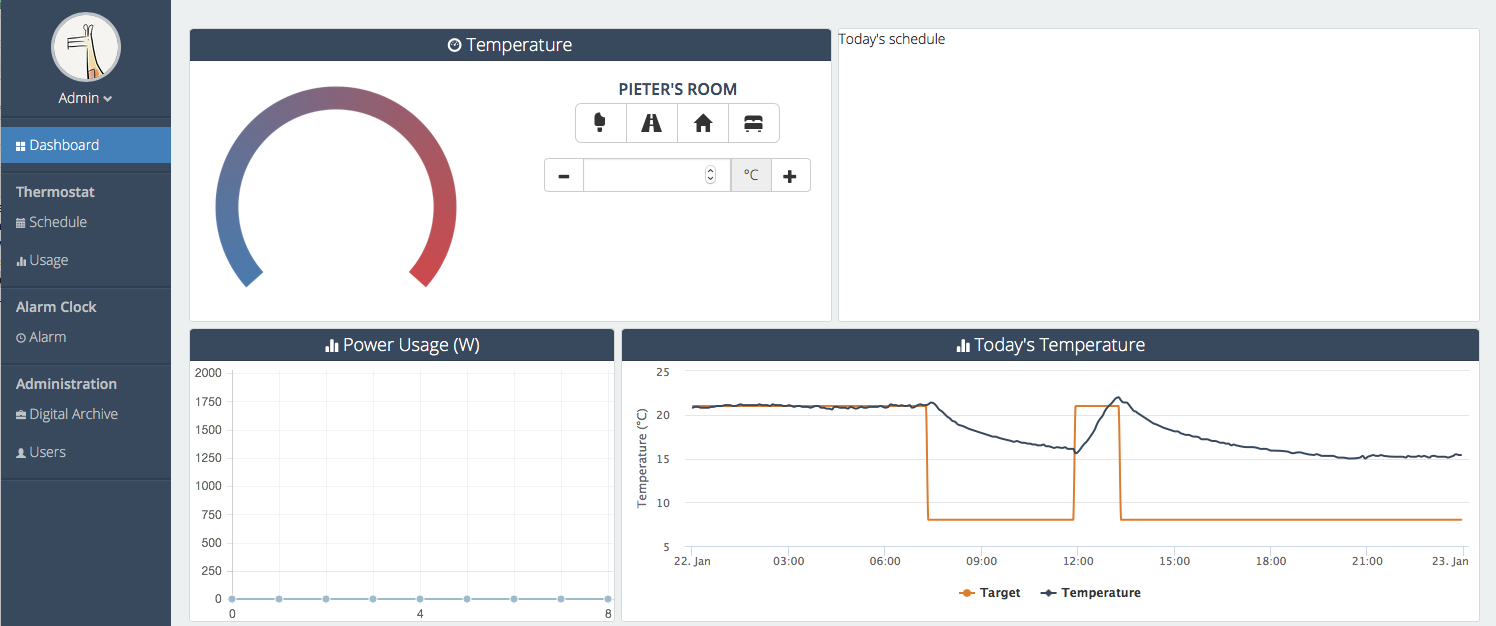 Admin
Dashboard
Thermostat
Schedule
Usage
Alarm Clock
Alarm
Administration
Digital Archive
Users
Temperature
PIETER'S ROOM
°C
Today's schedule
Power Usage (W)
2000
1750
1500
1250
1000
750
500
250
0
0 4 8
Today's Temperature
Temperature (°C)
25
20
15
10
5
22. Jan 03:00 06:00 09:00 12:00 15:00 18:00 21:00 23. Jan
Target Temperature